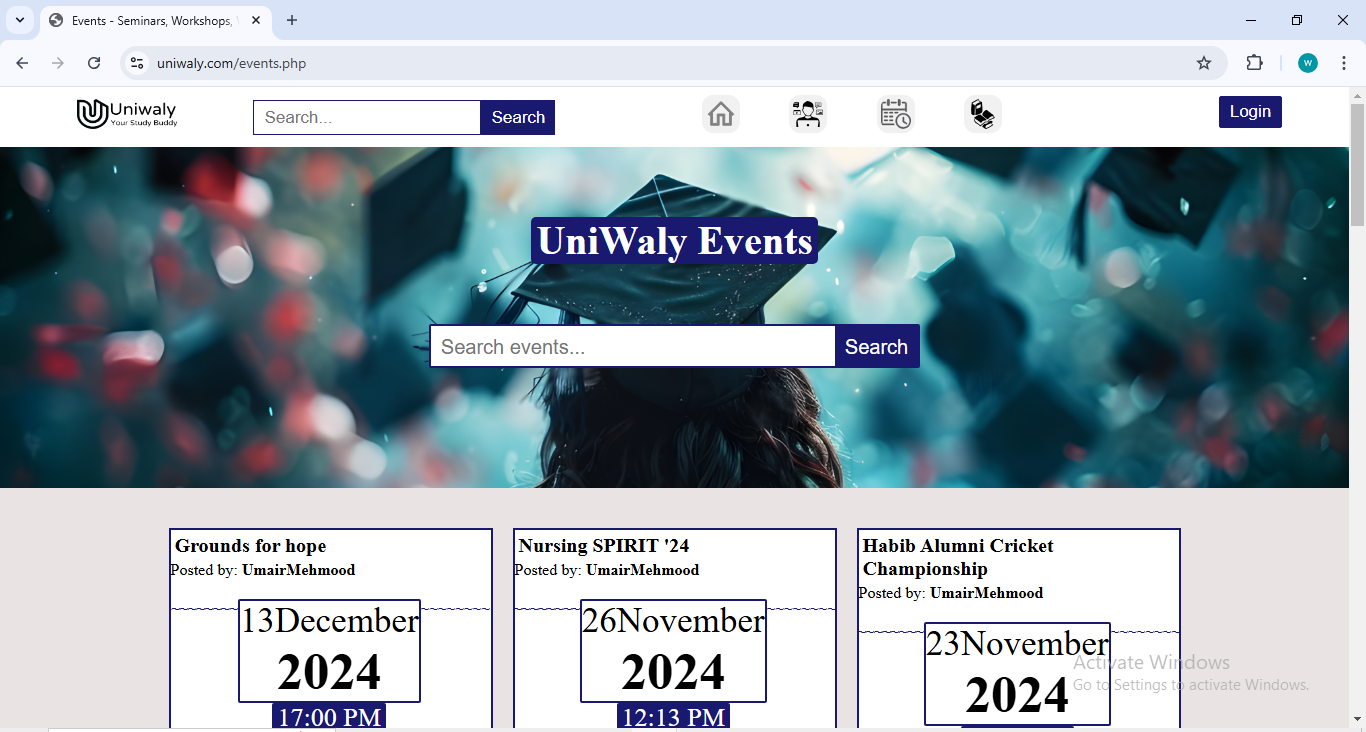 Events - Seminars, Workshops,
uniwaly.com/events.php
W
Uniwaly
Your Study Buddy
Search...
Search
Login
UniWaly Events
Search events...
Search
Grounds for hope
Posted by: UmairMehmood
13December
2024
17:00 PM
Nursing SPIRIT '24
Posted by: UmairMehmood
26November
2024
12:13 PM
Habib Alumni Cricket
Championship
Posted by: UmairMehmood
23November
2024
Activate Windows
Go to Settings to activate Windows.